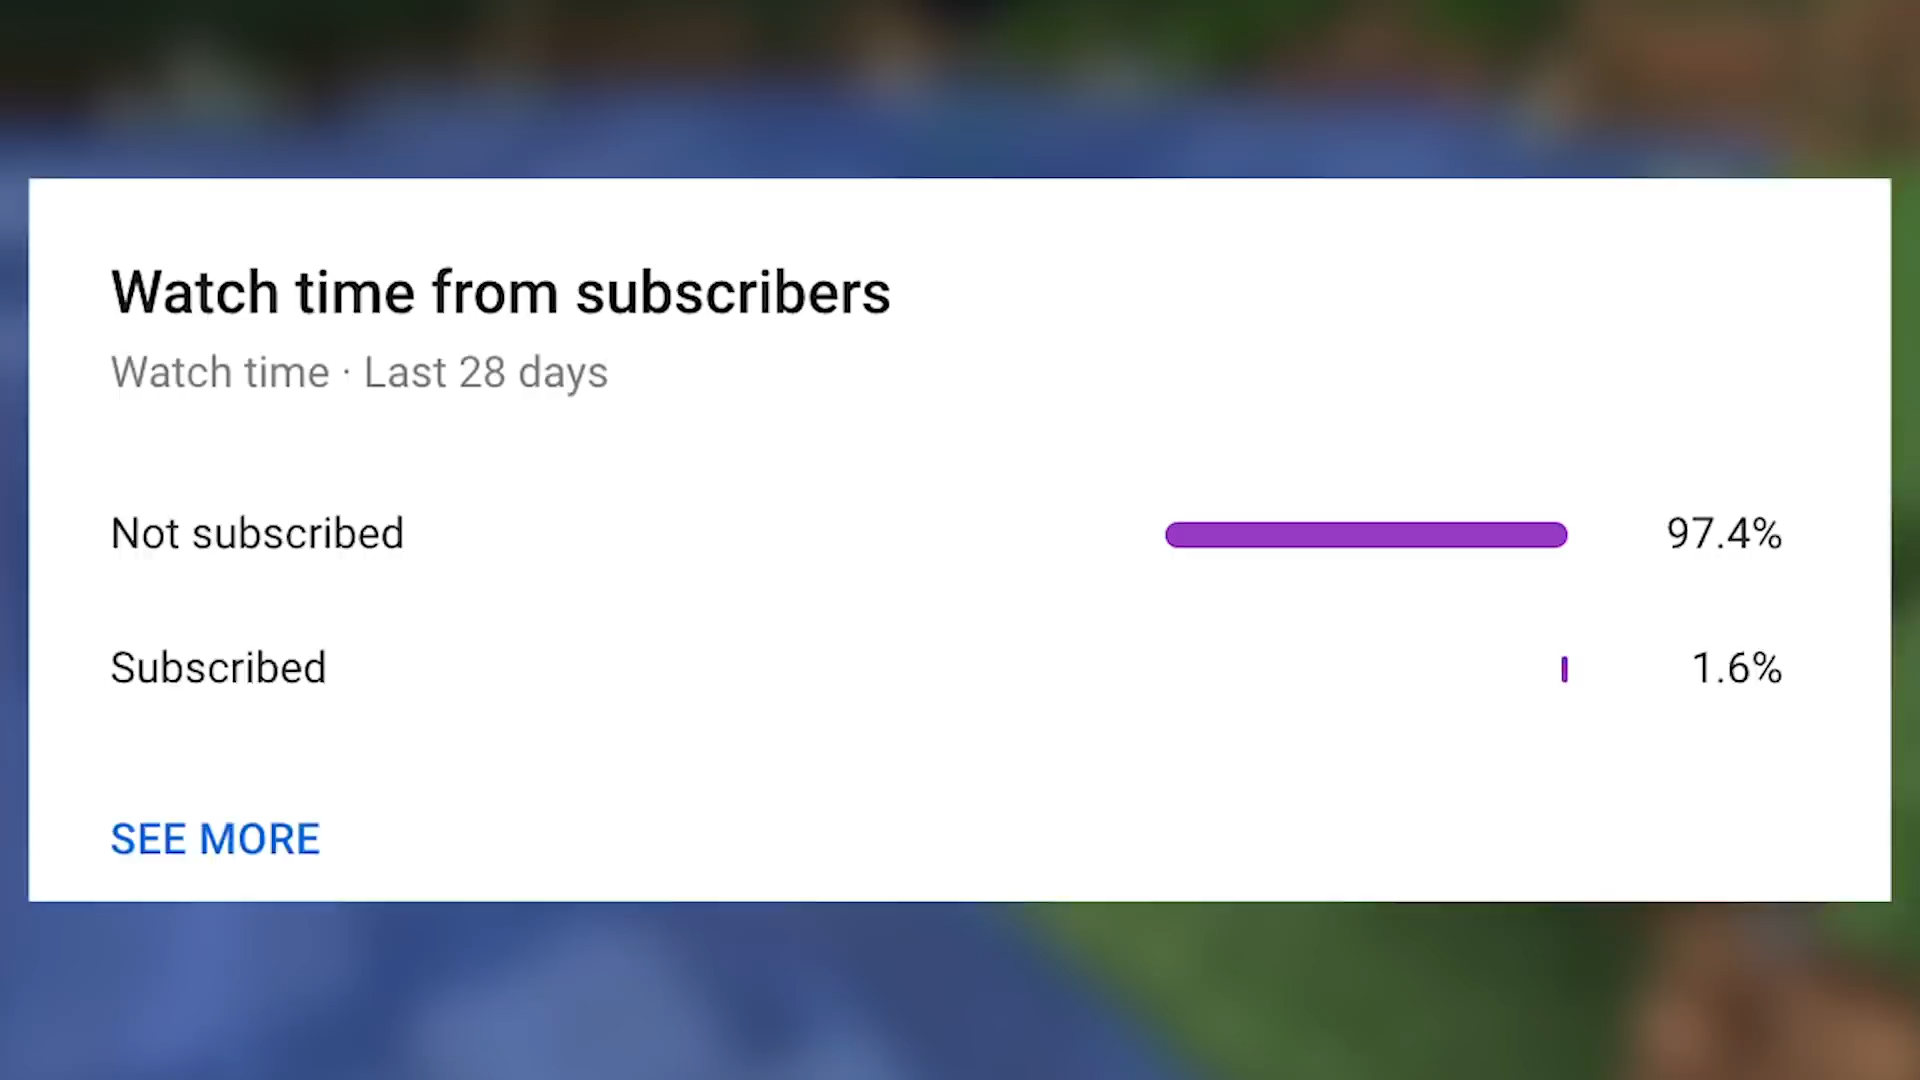 Watch time from subscribers
Watch time · Last 28 days
Not subscribed 97.4%
Subscribed 1.6%
SEE MORE